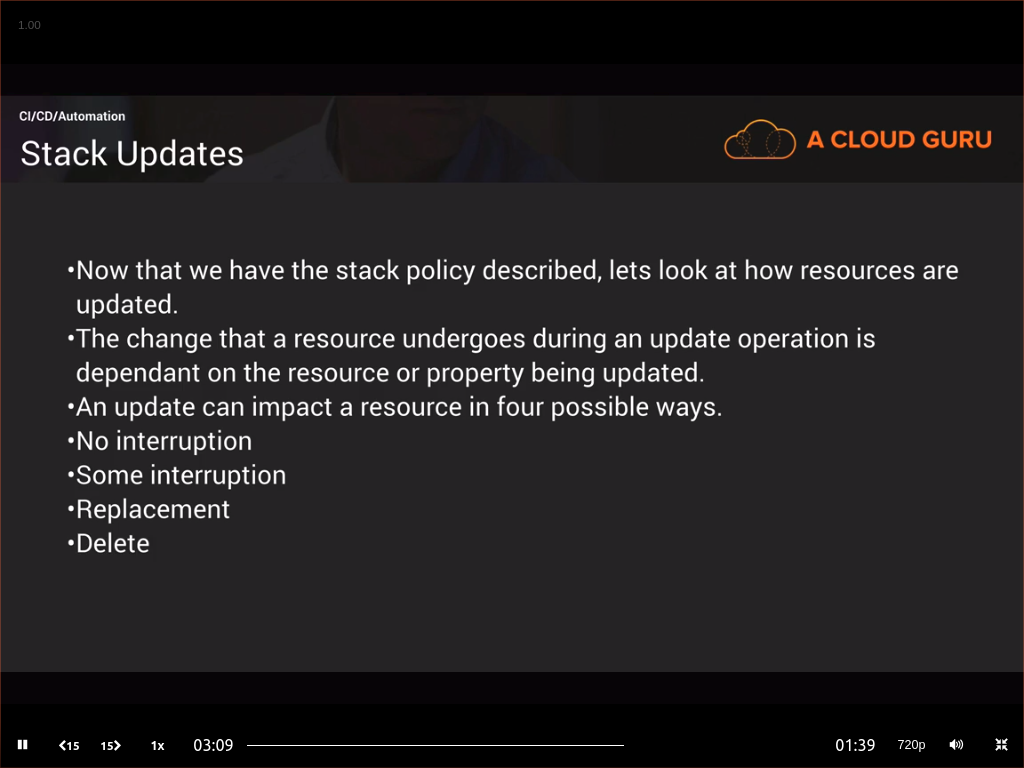 1.00
CI/CD/Automation
Stack Updates
A CLOUD GURU
•Now that we have the stack policy described, lets look at how resources are
updated.
•The change that a resource undergoes during an update operation is
dependant on the resource or property being updated.
•An update can impact a resource in four possible ways.
•No interruption
•Some interruption
•Replacement
•Delete
15 15 1x 03:09 01:39 720p